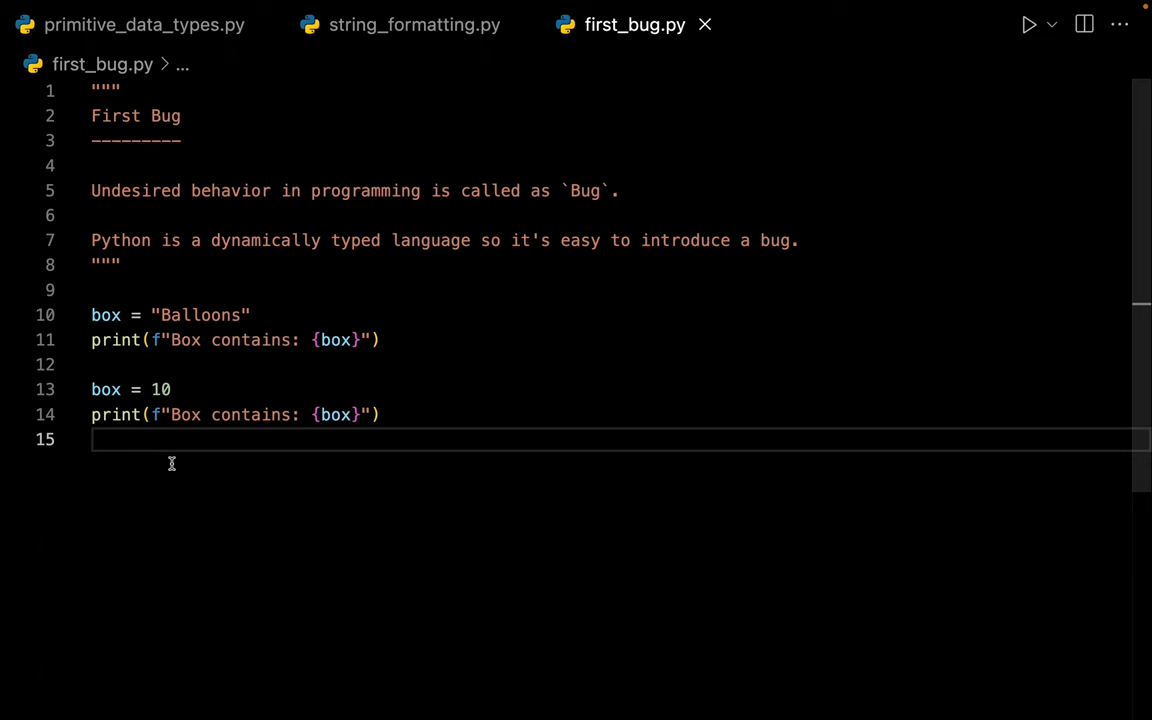 primitive_data_types.py string_formatting.py first_bug.py
first_bug.py > ...
1 """
2 First Bug
3 ---------
4
5 Undesired behavior in programming is called as `Bug`.
6
7 Python is a dynamically typed language so it's easy to introduce a bug.
8 """
9
10 box = "Balloons"
11 print(f"Box contains: {box}")
12
13 box = 10
14 print(f"Box contains: {box}")
15